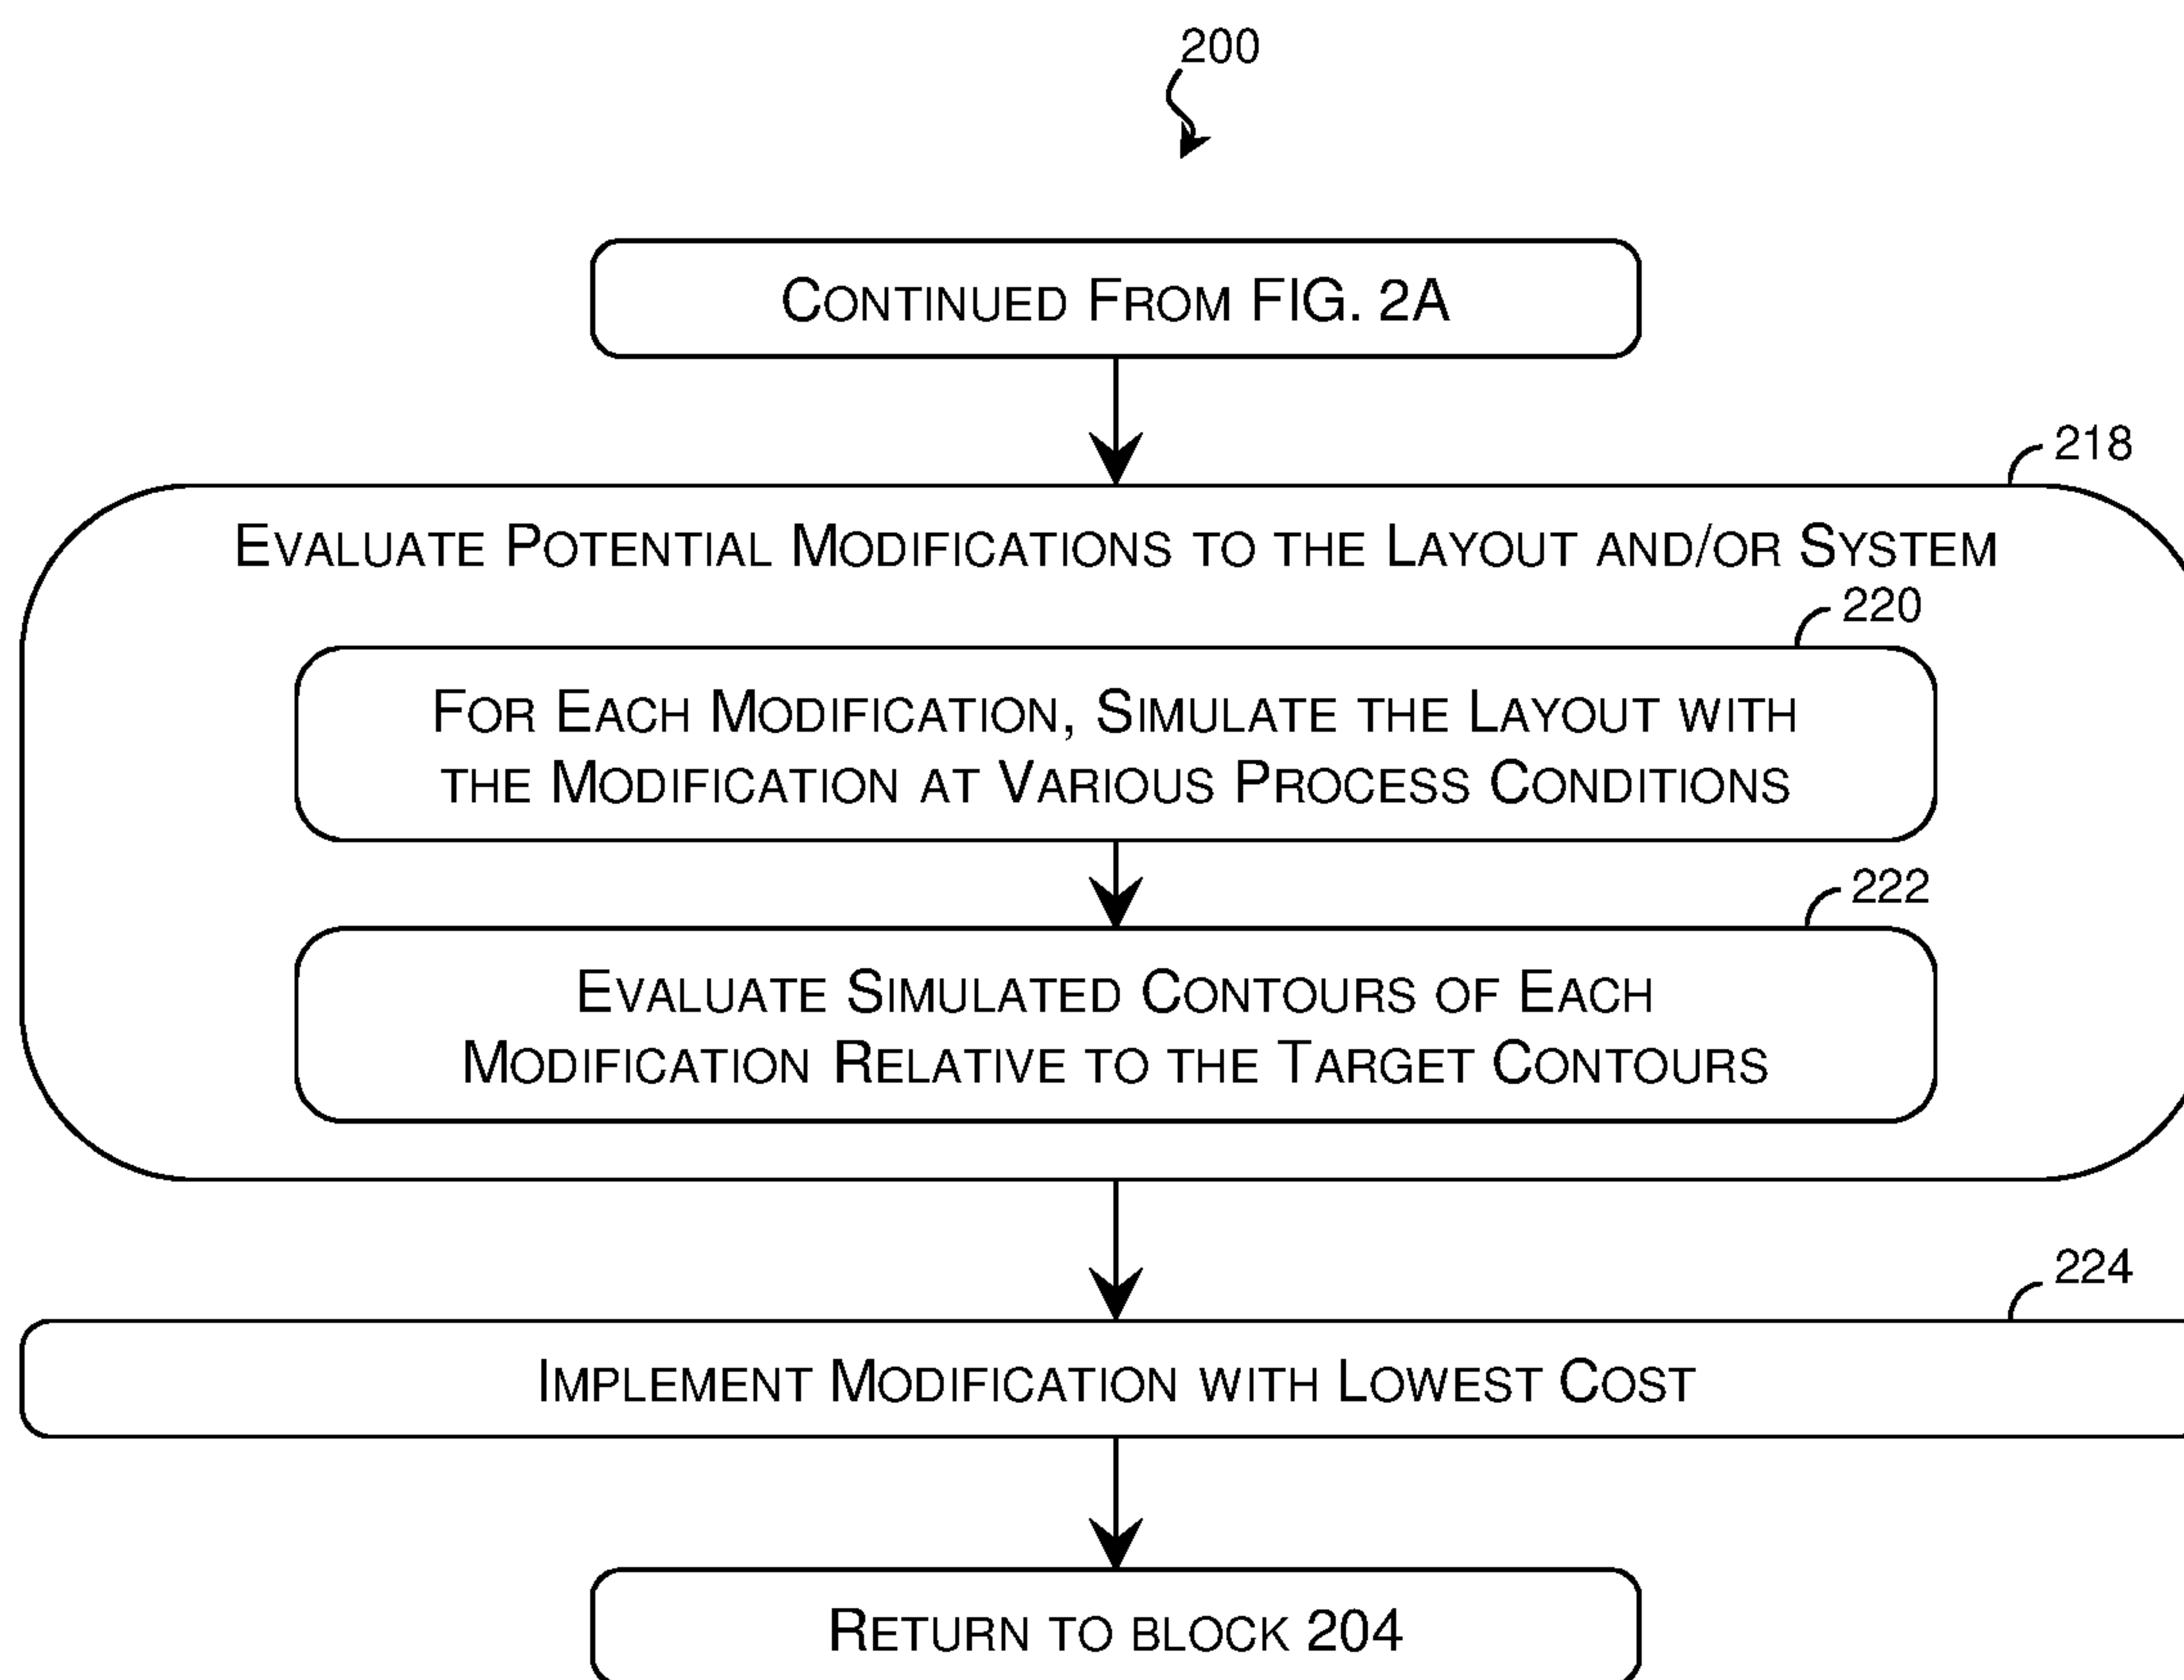 200
CONTINUED FROM FIG. 2A
218
EVALUATE POTENTIAL MODIFICATIONS TO THE LAYOUT AND/OR SYSTEM
220
FOR EACH MODIFICATION, SIMULATE THE LAYOUT WITH
THE MODIFICATION AT VARIOUS PROCESS CONDITIONS
222
EVALUATE SIMULATED CONTOURS OF EACH
MODIFICATION RELATIVE TO THE TARGET CONTOURS
224
IMPLEMENT MODIFICATION WITH LOWEST COST
RETURN TO BLOCK 204